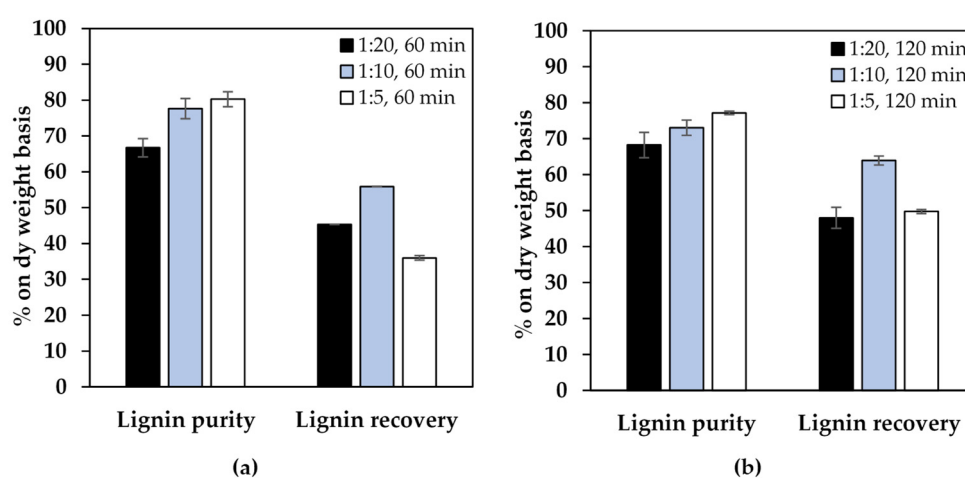 % on dy weight basis
100
90
80
70
60
50
40
30
20
10
0
1:20, 60 min
1:10, 60 min
1:5, 60 min
Lignin purity
Lignin recovery
(a)
% on dry weight basis
100
90
80
70
60
50
40
30
20
10
0
1:20, 120 min
1:10, 120 min
1:5, 120 min
Lignin purity
Lignin recovery
(b)